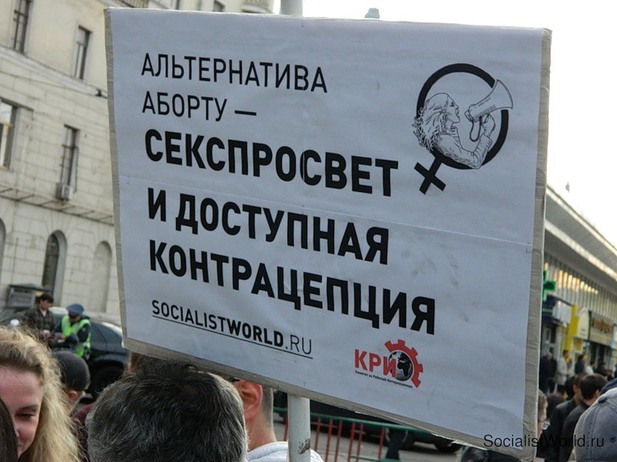 АЛЬТЕРНАТИВА
АБОРТУ —
СЕКСПРОСВЕТ
И ДОСТУПНАЯ
КОНТРАЦЕПЦИЯ
SOCIALISTWORLD.RU
КРИ
SocialistWorld.ru